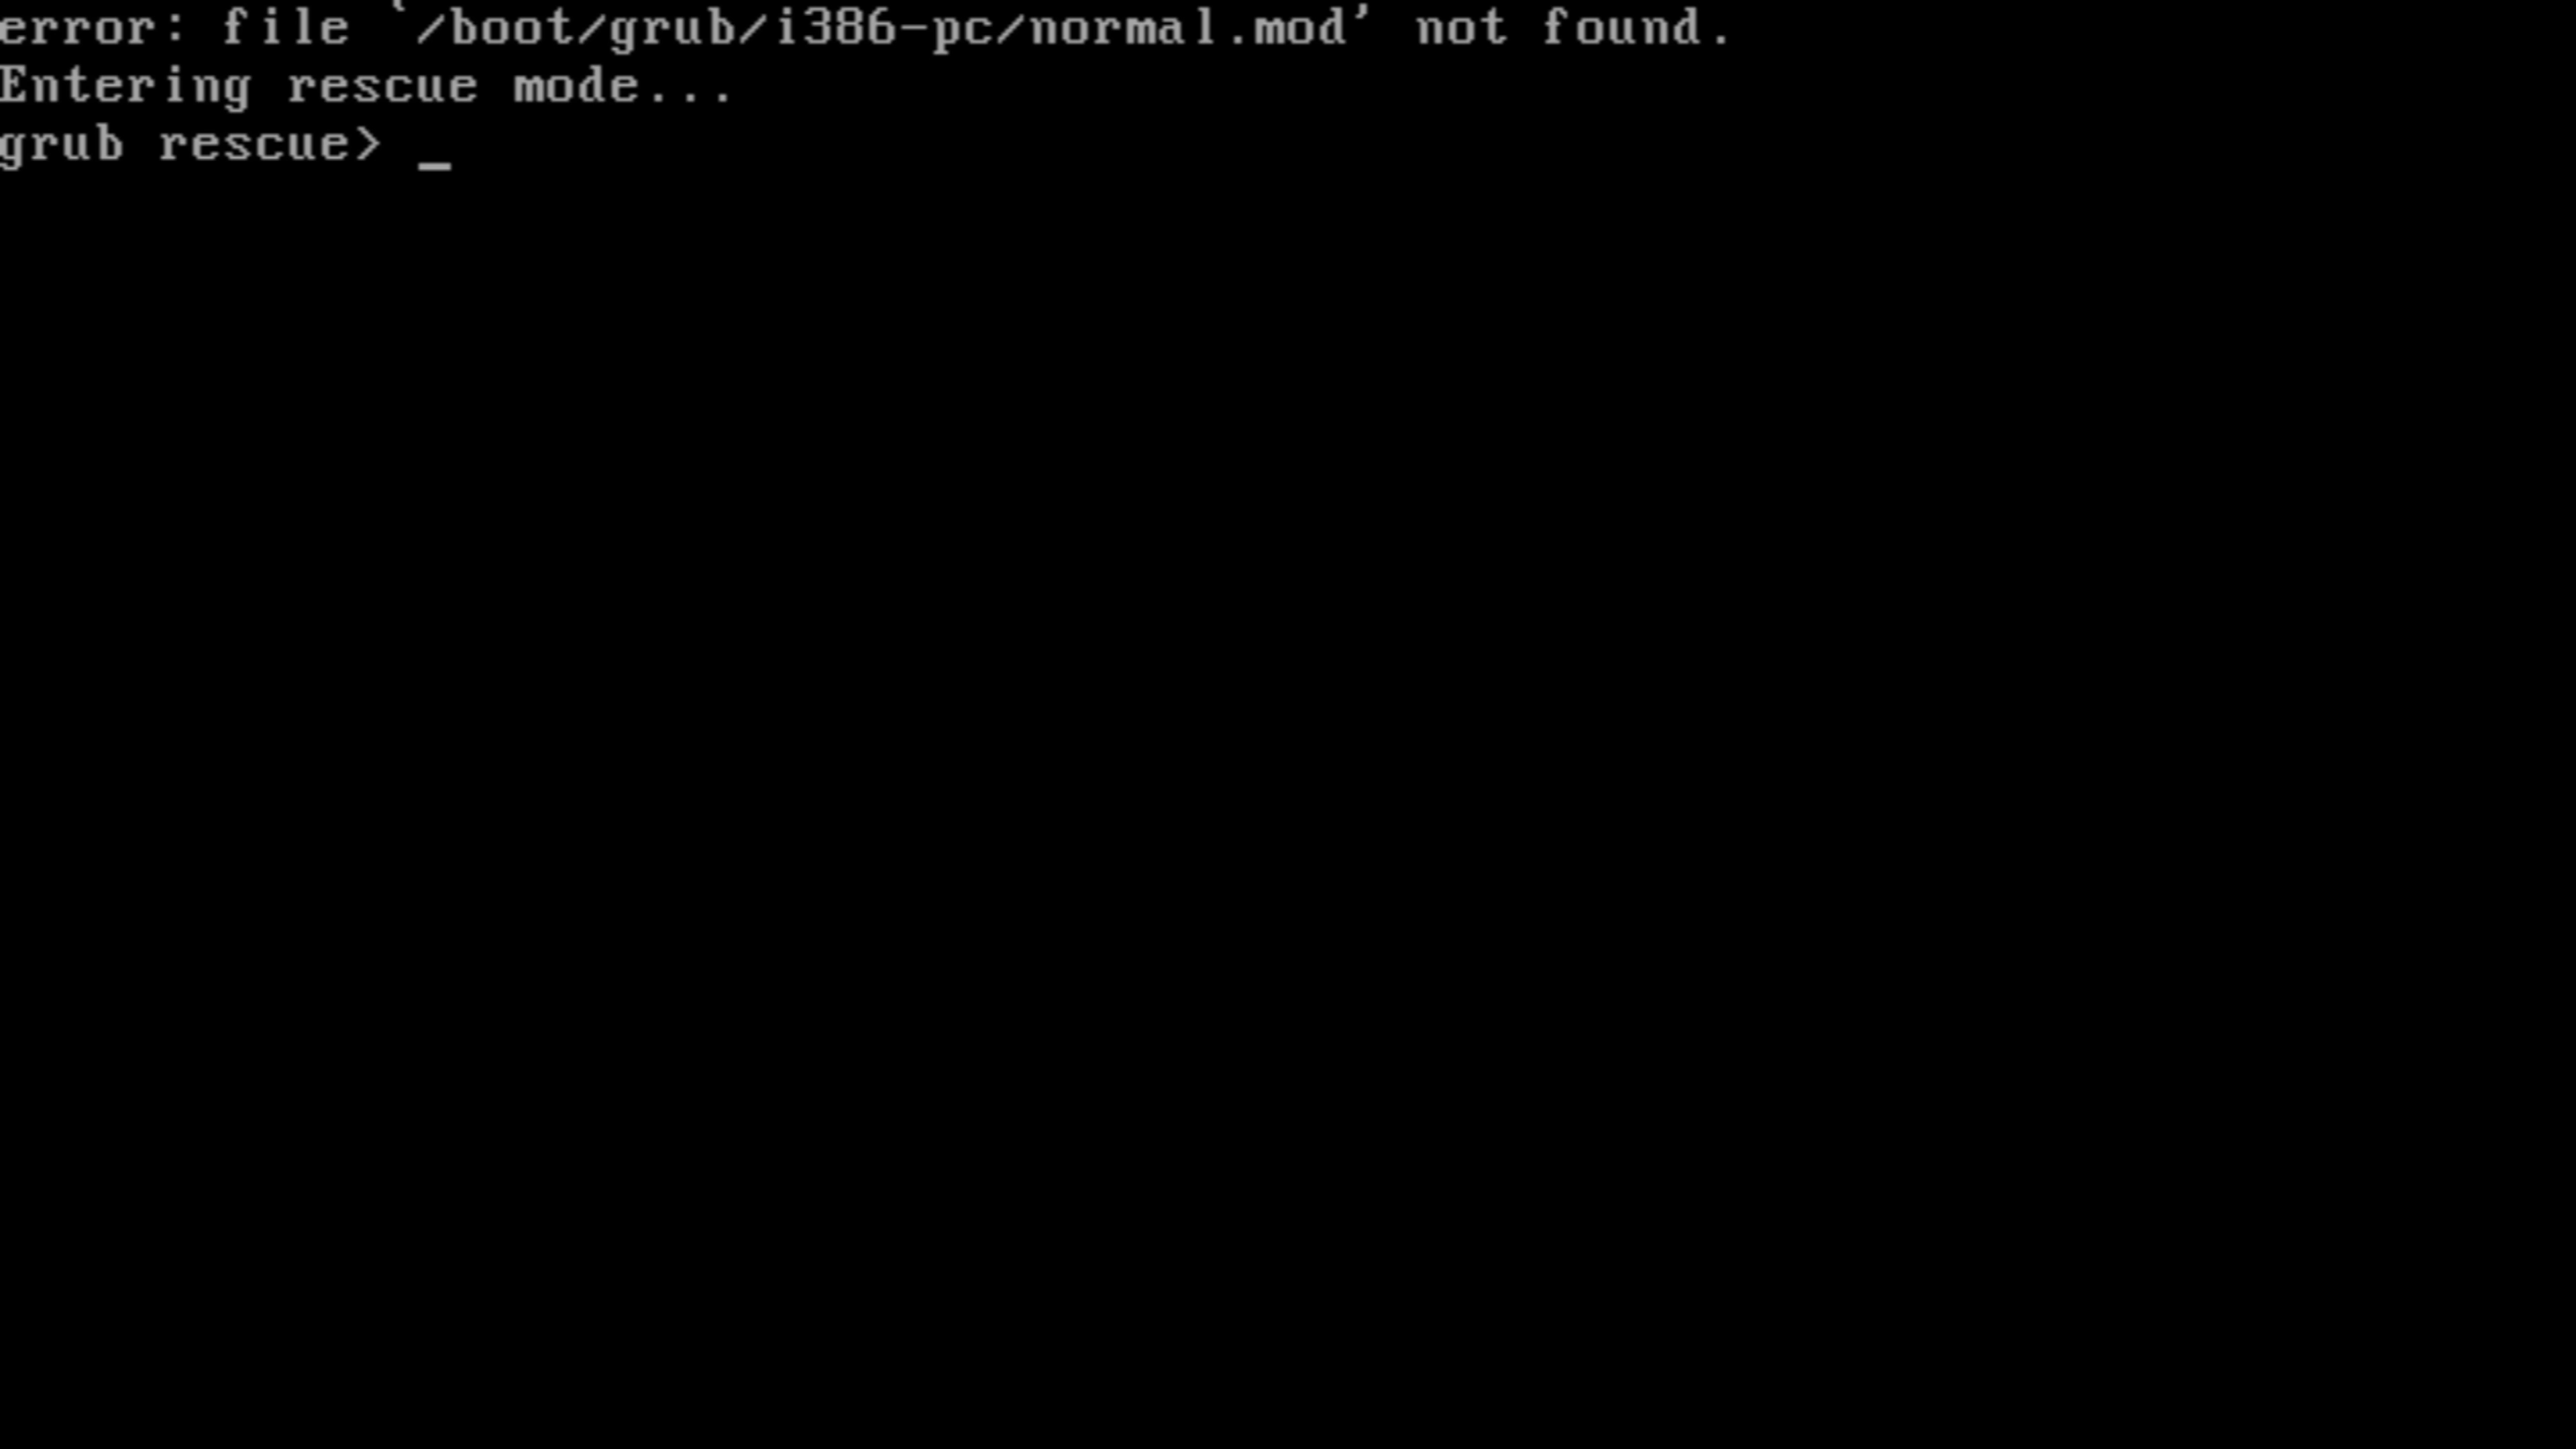 error: file `/boot/grub/i386-pc/normal.mod' not found.
Entering rescue mode...
grub rescue> _